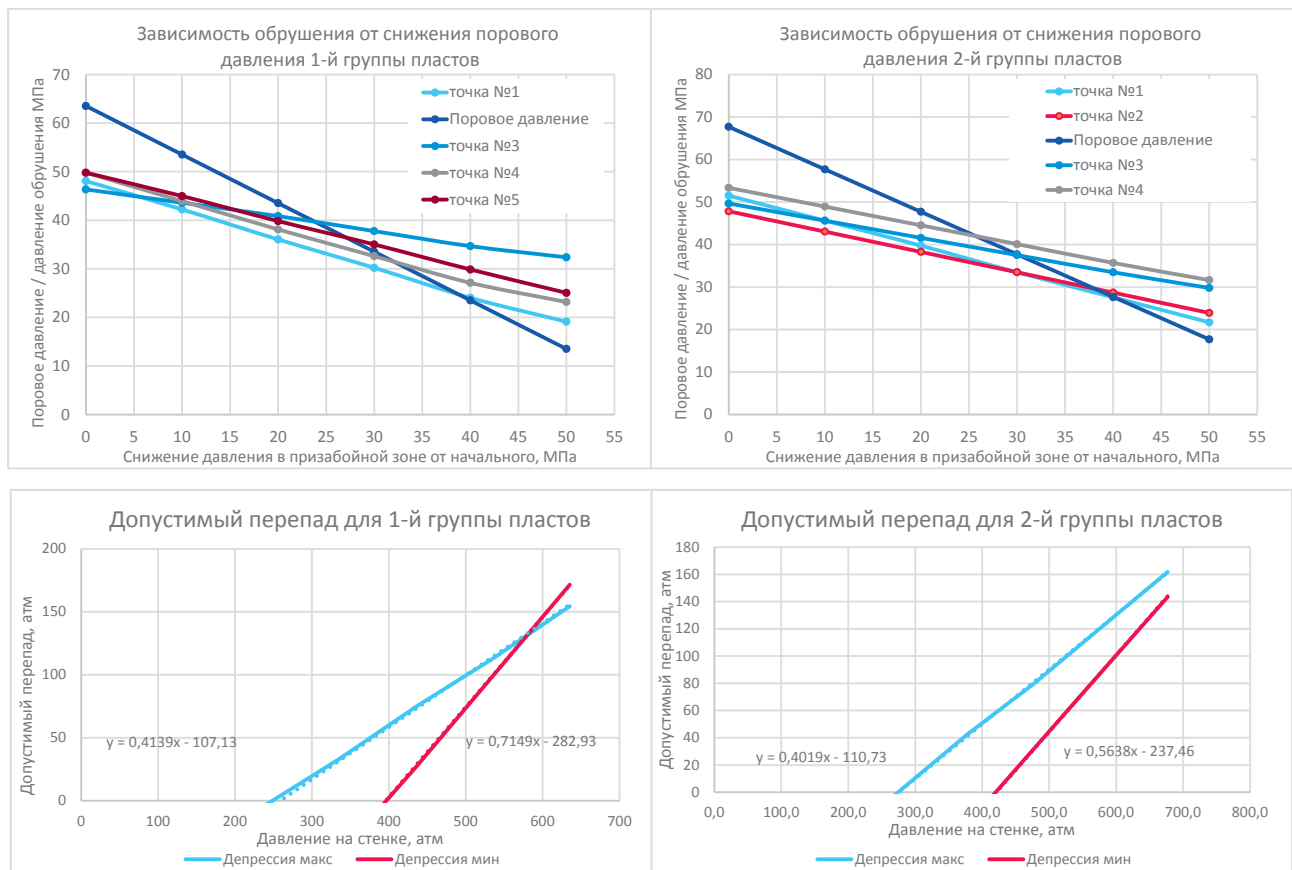 Зависимость обрушения от снижения порового
давления 1-й группы пластов
Поровое давление / давление обрушения МПа
70
60
50
40
30
20
10
0
точка №1
Поровое давление
точка №3
точка №4
точка №5
0 5 10 15 20 25 30 35 40 45 50 55
Снижение давления в призабойной зоне от начального, МПа
Зависимость обрушения от снижения порового
давления 2-й группы пластов
Поровое давление / давление обрушения МПа
80
70
60
50
40
30
20
10
0
точка №1
точка №2
Поровое давление
точка №3
точка №4
0 5 10 15 20 25 30 35 40 45 50 55
Снижение давления в призабойной зоне от начального, МПа
Допустимый перепад для 1-й группы пластов
Допустимый перепад, атм
200
150
100
50
0
y = 0,4139x - 107,13
y = 0,7149x - 282,93
0 100 200 300 400 500 600 700
Давление на стенке, атм
Депрессия макс Депрессия мин
Допустимый перепад для 2-й группы пластов
Допустимый перепад, атм
180
160
140
120
100
80
60
40
20
0
y = 0,4019x - 110,73
y = 0,5638x - 237,46
0,0 100,0 200,0 300,0 400,0 500,0 600,0 700,0 800,0
Давление на стенке, атм
Депрессия макс Депрессия мин